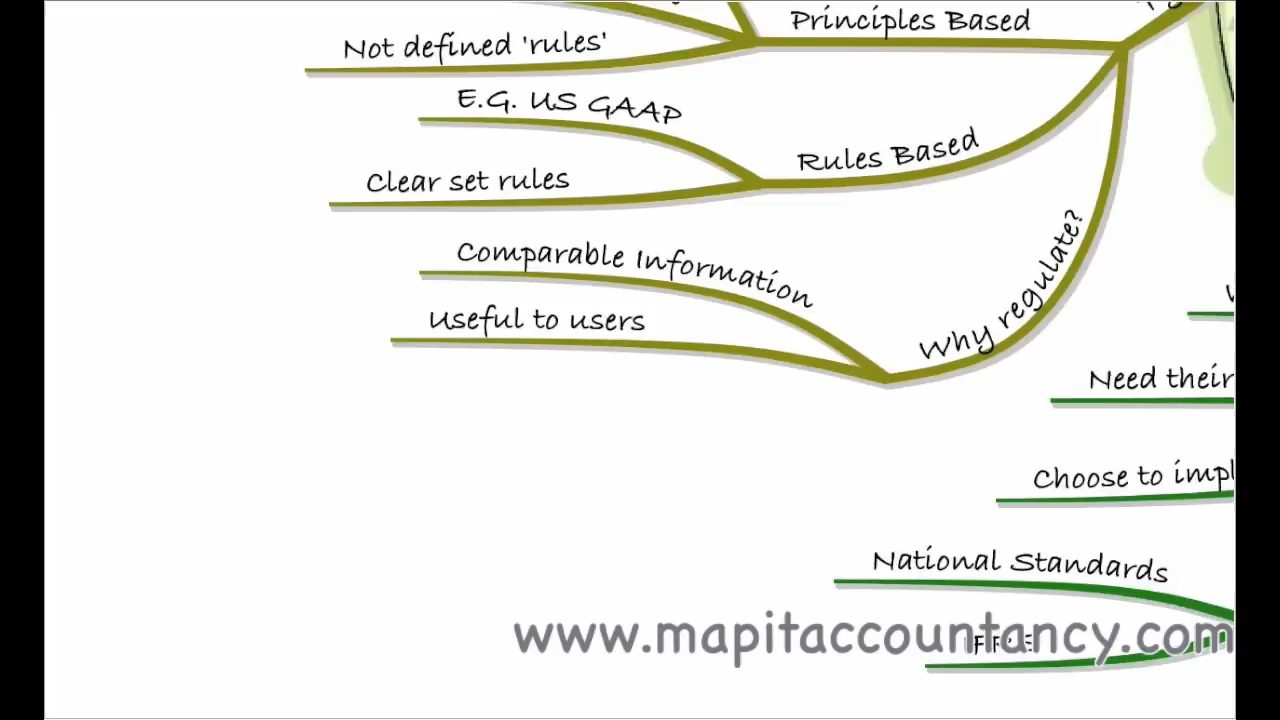 Principles Based
Not defined 'rules'
E.G. US GAAP
Rules Based
Clear set rules
Why regulate?
Comparable Information
Useful to users
Need their
Choose to
National Standards
www.mapitaccountancy.com